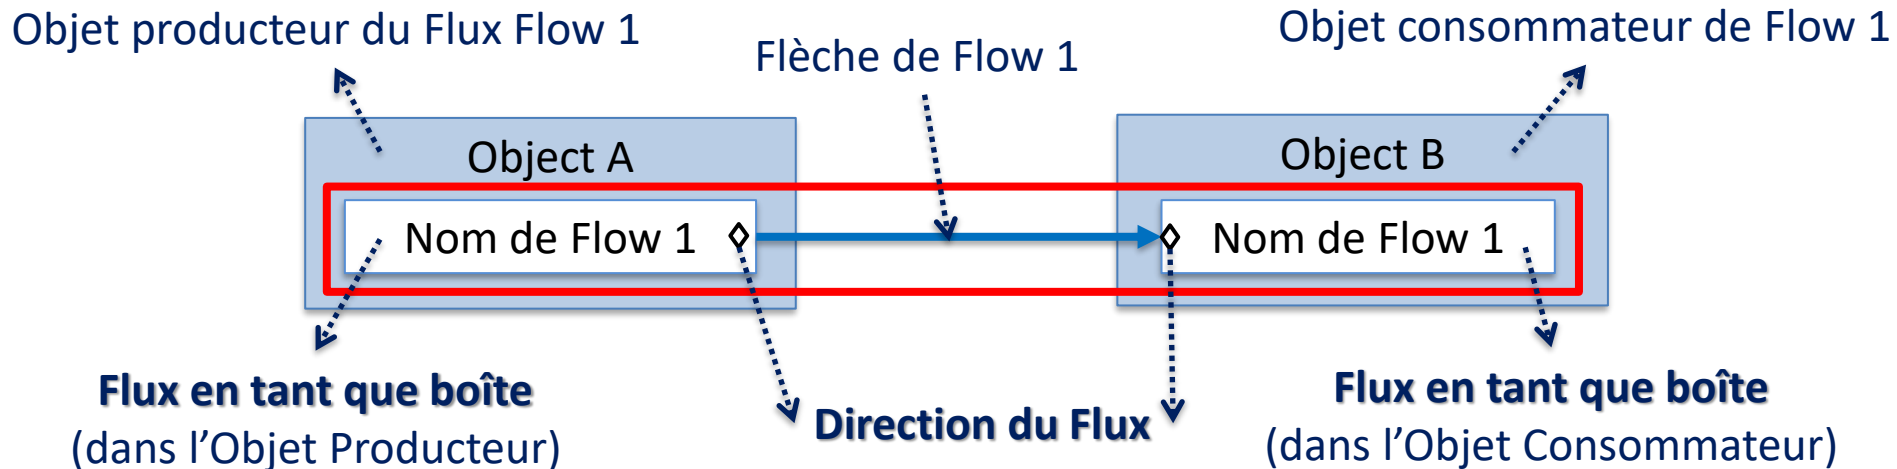 Objet producteur du Flux Flow 1
Flèche de Flow 1
Objet consommateur de Flow 1
Object A
Object B
Nom de Flow 1
Nom de Flow 1
Flux en tant que boîte
(dans l’Objet Producteur)
Direction du Flux
Flux en tant que boîte
(dans l’Objet Consommateur)